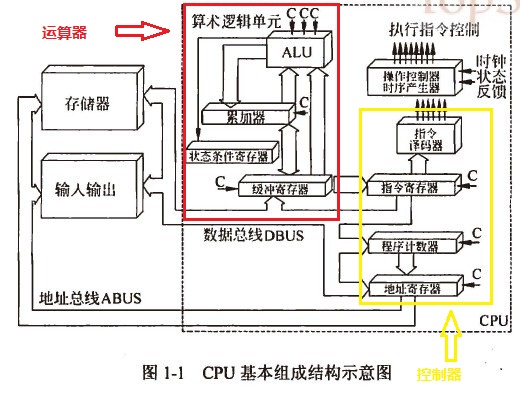 运算器
算术逻辑单元
C CC
ALU
执行指令控制
操作控制器
时序产生器
时钟
状态
反馈
存储器
累加器
C
指令
译码器
状态条件寄存器
输入输出
C
缓冲寄存器
指令寄存器
C
数据总线DBUS
程序计数器
C
地址总线ABUS
地址寄存器
C
CPU
图 1-1 CPU 基本组成结构示意图
控制器